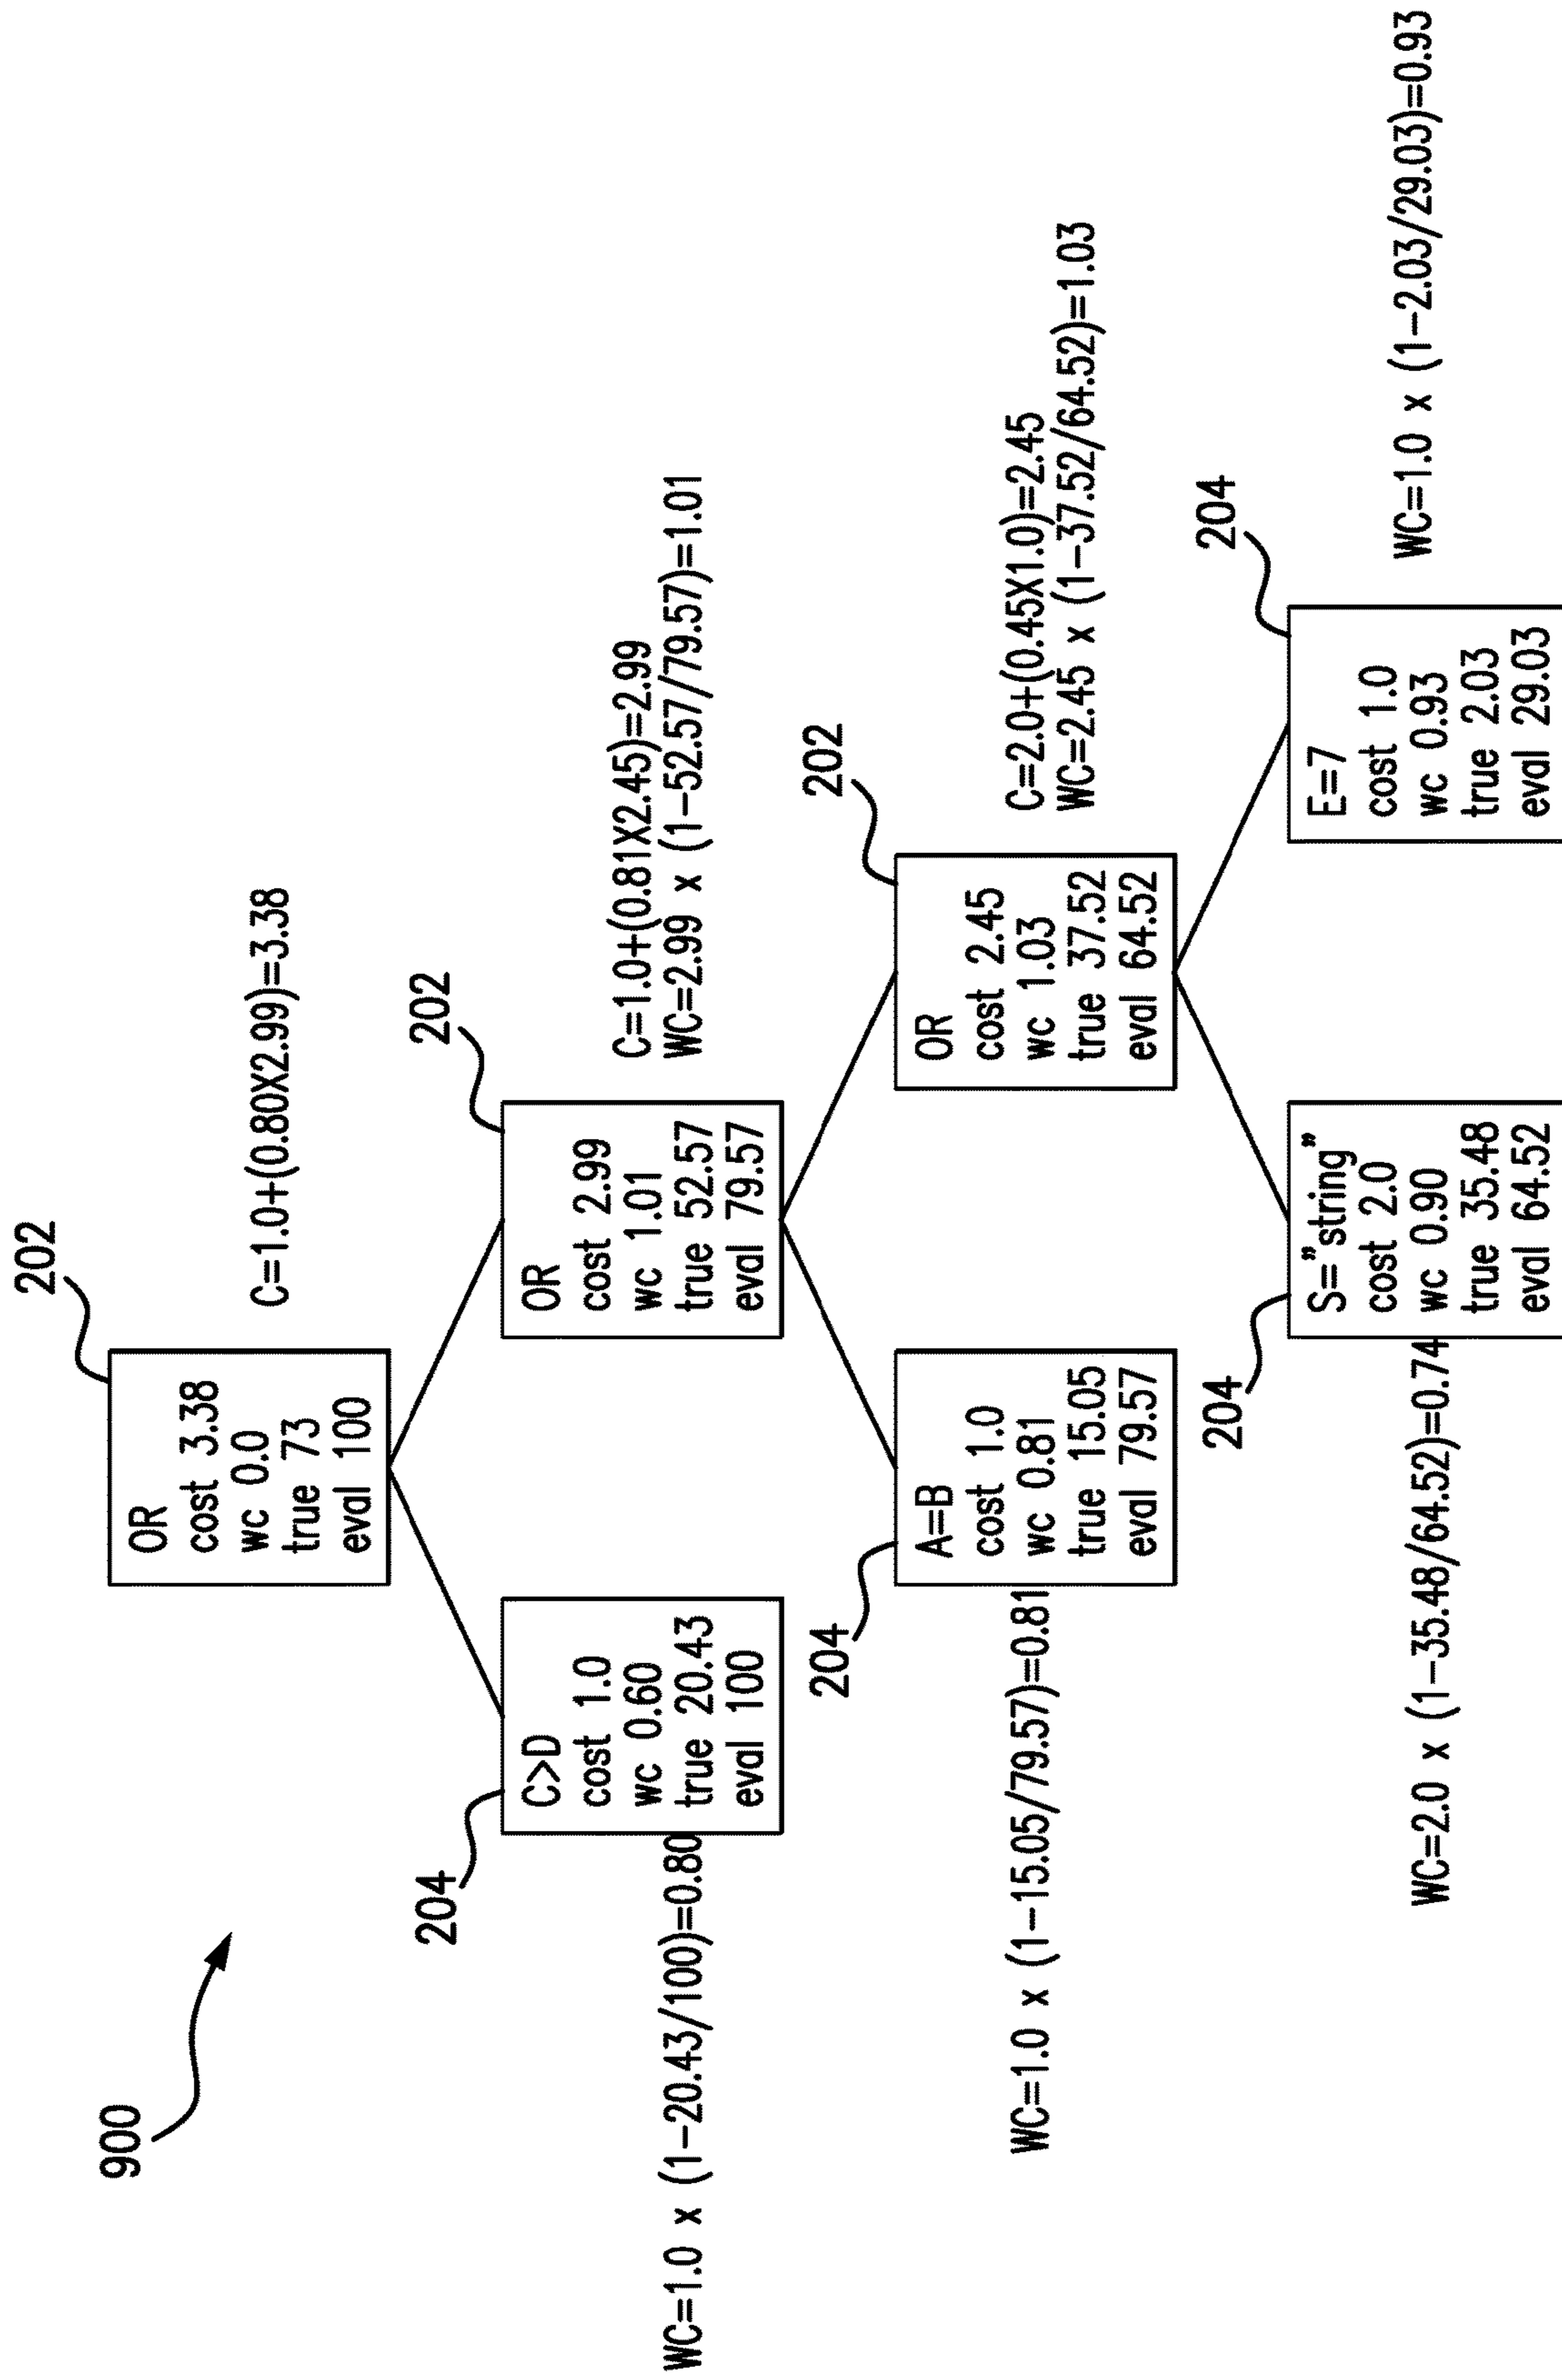 900
202
OR
cost 3.38
wc 0.0
true 73
eval 100
C=1.0+(0.80X2.99)=3.38
204
C>D
cost 1.0
wc 0.60
true 20.43
eval 100
WC=1.0 x (1-20.43/100)=0.80
202
OR
cost 2.99
wc 1.01
true 52.57
eval 79.57
C=1.0+(0.81X2.45)=2.99
WC=2.99 x (1-52.57/79.57)=1.01
204
A=B
cost 1.0
wc 0.81
true 15.05
eval 79.57
WC=1.0 x (1-15.05/79.57)=0.81
202
OR
cost 2.45
wc 1.03
true 37.52
eval 64.52
C=2.0+(0.45X1.0)=2.45
WC=2.45 x (1-37.52/64.52)=1.03
204
S="string"
cost 2.0
wc 0.90
true 35.48
eval 64.52
WC=2.0 x (1-35.48/64.52)=0.74
204
E=7
cost 1.0
wc 0.93
true 2.03
eval 29.03
WC=1.0 x (1-2.03/29.03)=0.93